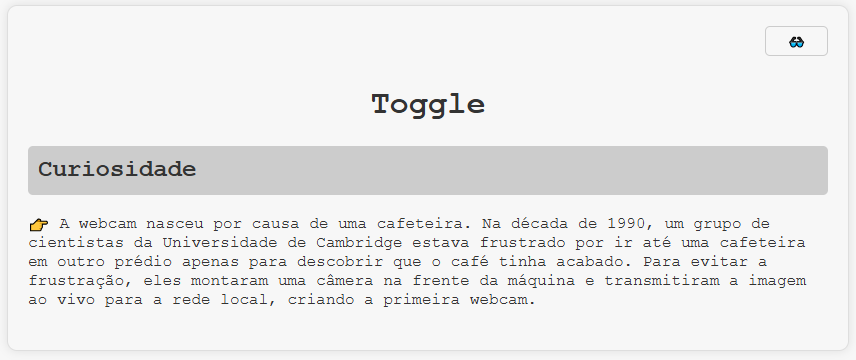 Toggle
Curiosidade
👉 A webcam nasceu por causa de uma cafeteira. Na década de 1990, um grupo de
cientistas da Universidade de Cambridge estava frustrado por ir até uma cafeteira
em outro prédio apenas para descobrir que o café tinha acabado. Para evitar a
frustração, eles montaram uma câmera na frente da máquina e transmitiram a imagem
ao vivo para a rede local, criando a primeira webcam.